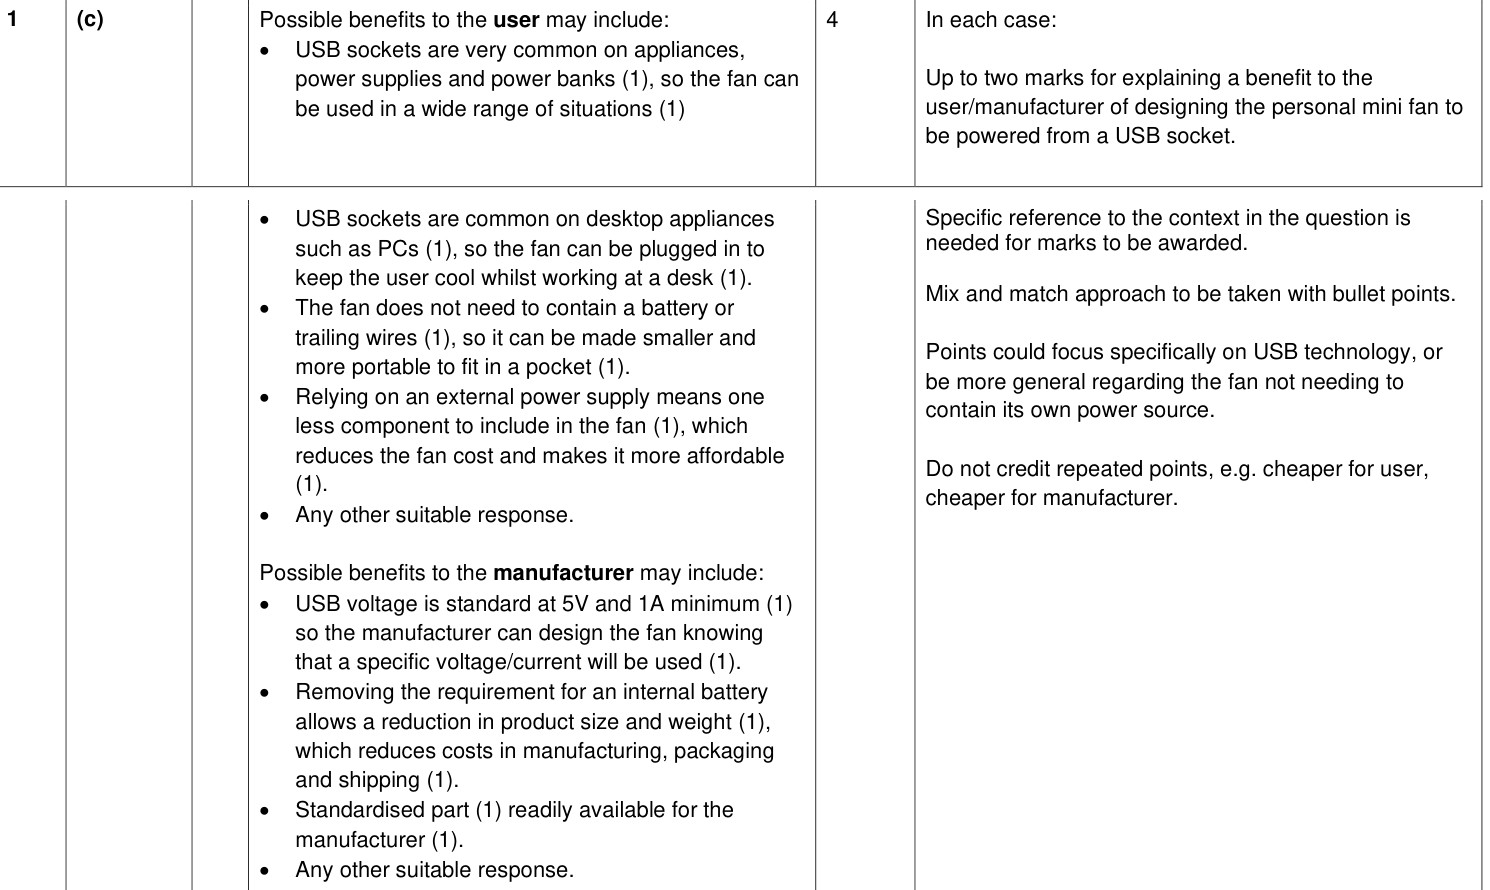 1 (c) Possible benefits to the user may include: 4 In each case:
• USB sockets are very common on appliances,
power supplies and power banks (1), so the fan can
be used in a wide range of situations (1)
Up to two marks for explaining a benefit to the
user/manufacturer of designing the personal mini fan to
be powered from a USB socket.
• USB sockets are common on desktop appliances
such as PCs (1), so the fan can be plugged in to
keep the user cool whilst working at a desk (1).
• The fan does not need to contain a battery or
trailing wires (1), so it can be made smaller and
more portable to fit in a pocket (1).
• Relying on an external power supply means one
less component to include in the fan (1), which
reduces the fan cost and makes it more affordable
(1).
• Any other suitable response.
Possible benefits to the manufacturer may include:
• USB voltage is standard at 5V and 1A minimum (1)
so the manufacturer can design the fan knowing
that a specific voltage/current will be used (1).
• Removing the requirement for an internal battery
allows a reduction in product size and weight (1),
which reduces costs in manufacturing, packaging
and shipping (1).
• Standardised part (1) readily available for the
manufacturer (1).
• Any other suitable response.
Specific reference to the context in the question is
needed for marks to be awarded.
Mix and match approach to be taken with bullet points.
Points could focus specifically on USB technology, or
be more general regarding the fan not needing to
contain its own power source.
Do not credit repeated points, e.g. cheaper for user,
cheaper for manufacturer.